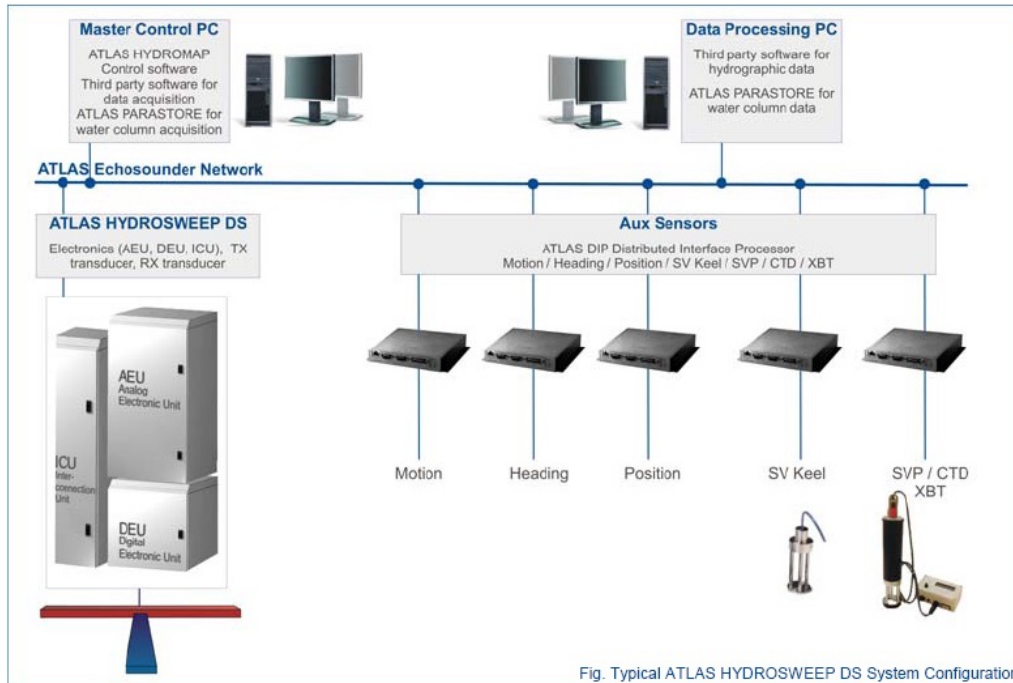 Master Control PC
ATLAS HYDROMAP
Control software
Third party software for
data acquisition
ATLAS PARASTORE for
water column acquisition
Data Processing PC
Third party software for
hydrographic data
ATLAS PARASTORE for
water column data
ATLAS Echosounder Network
ATLAS HYDROSWEEP DS
Electronics (AEU, DEU, ICU), TX
transducer, RX transducer
Aux Sensors
ATLAS DIP Distributed Interface Processor
Motion / Heading / Position / SV Keel / SVP / CTD / XBT
AEU
Analog
Electronic Unit
ICU
Inter-
connection
Unit
DEU
Digital
Electronic Unit
Motion
Heading
Position
SV Keel
SVP / CTD
XBT
Fig. Typical ATLAS HYDROSWEEP DS System Configuration